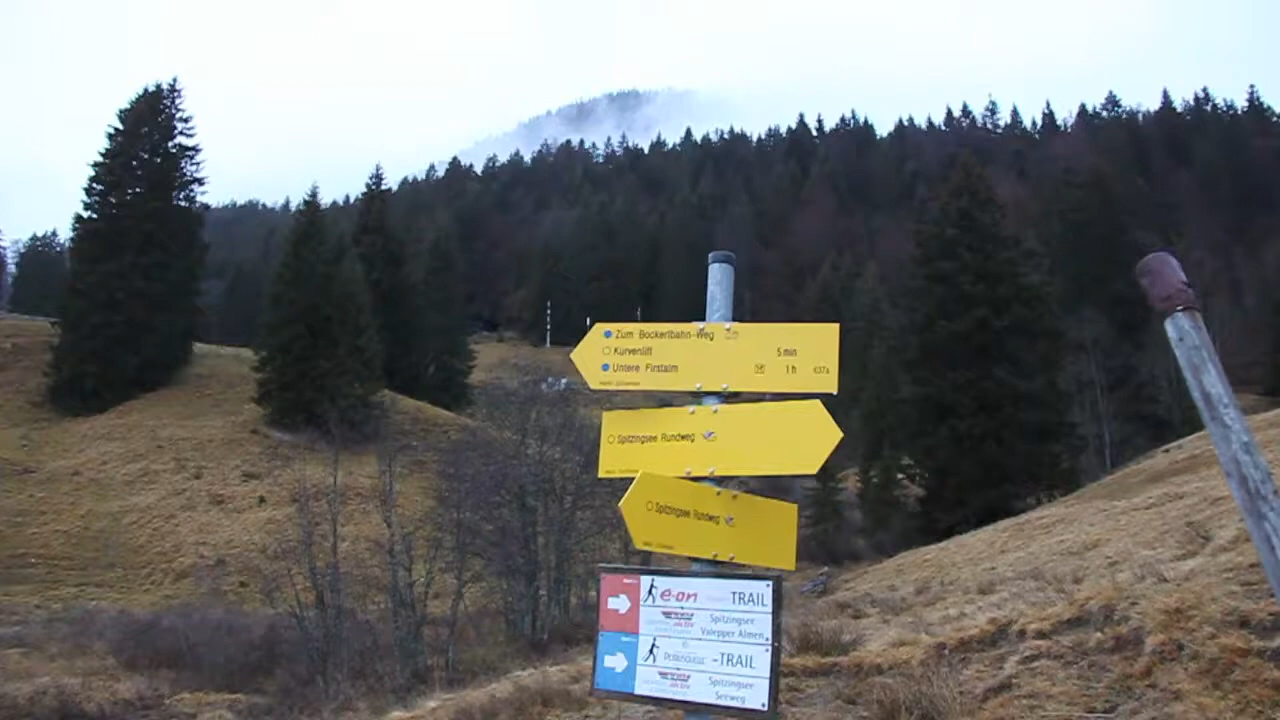 Zum Bockerlbahn-Weg
Kurvenlift 5 min
Untere Firstalm 1 h 637a
Spitzingsee Rundweg
Spitzingsee Rundweg
e-on TRAIL
Spitzingsee
Valepper Almen
-TRAIL
Spitzingsee
Seeweg